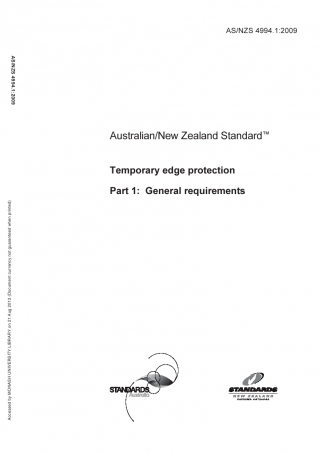 AS/NZS 4994.1:2009
AS/NZS 4994.1:2009
Australian/New Zealand Standard™
Temporary edge protection
Part 1: General requirements
Accessed by MONASH UNIVERSITY LIBRARY on 21 Aug 2010 (Document currency not guaranteed when printed)
STANDARDS
Australia
STANDARDS
NEW ZEALAND